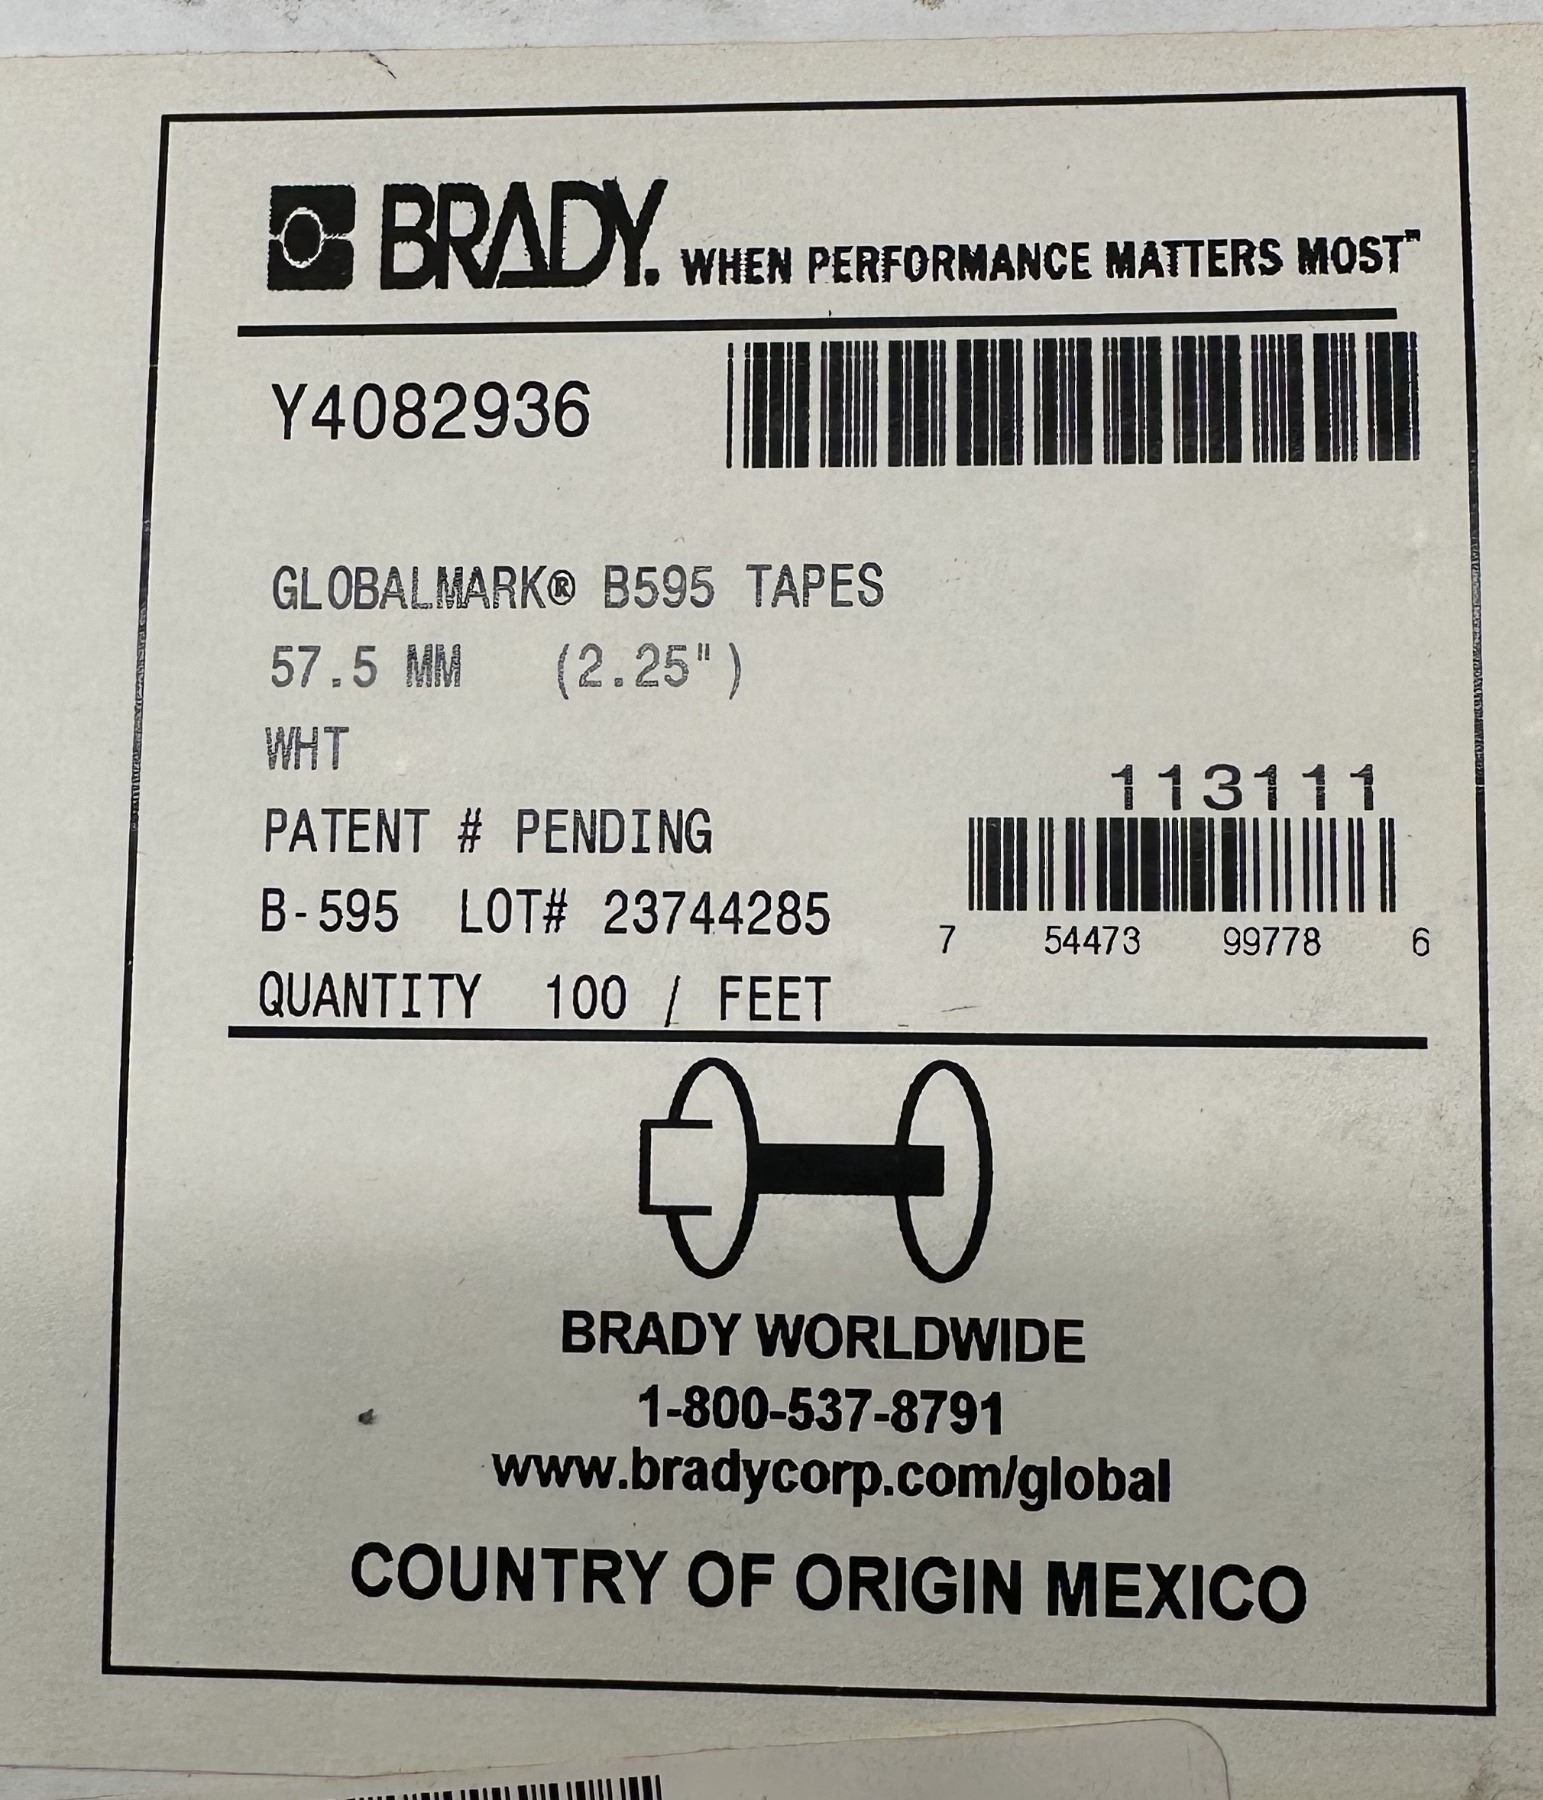 BRADY. WHEN PERFORMANCE MATTERS MOST™
Y4082936
GLOBALMARK® B595 TAPES
57.5 MM (2.25")
WHT
113111
PATENT # PENDING
B-595 LOT# 23744285
7 54473 99778 6
QUANTITY 100 / FEET
BRADY WORLDWIDE
1-800-537-8791
www.bradycorp.com/global
COUNTRY OF ORIGIN MEXICO